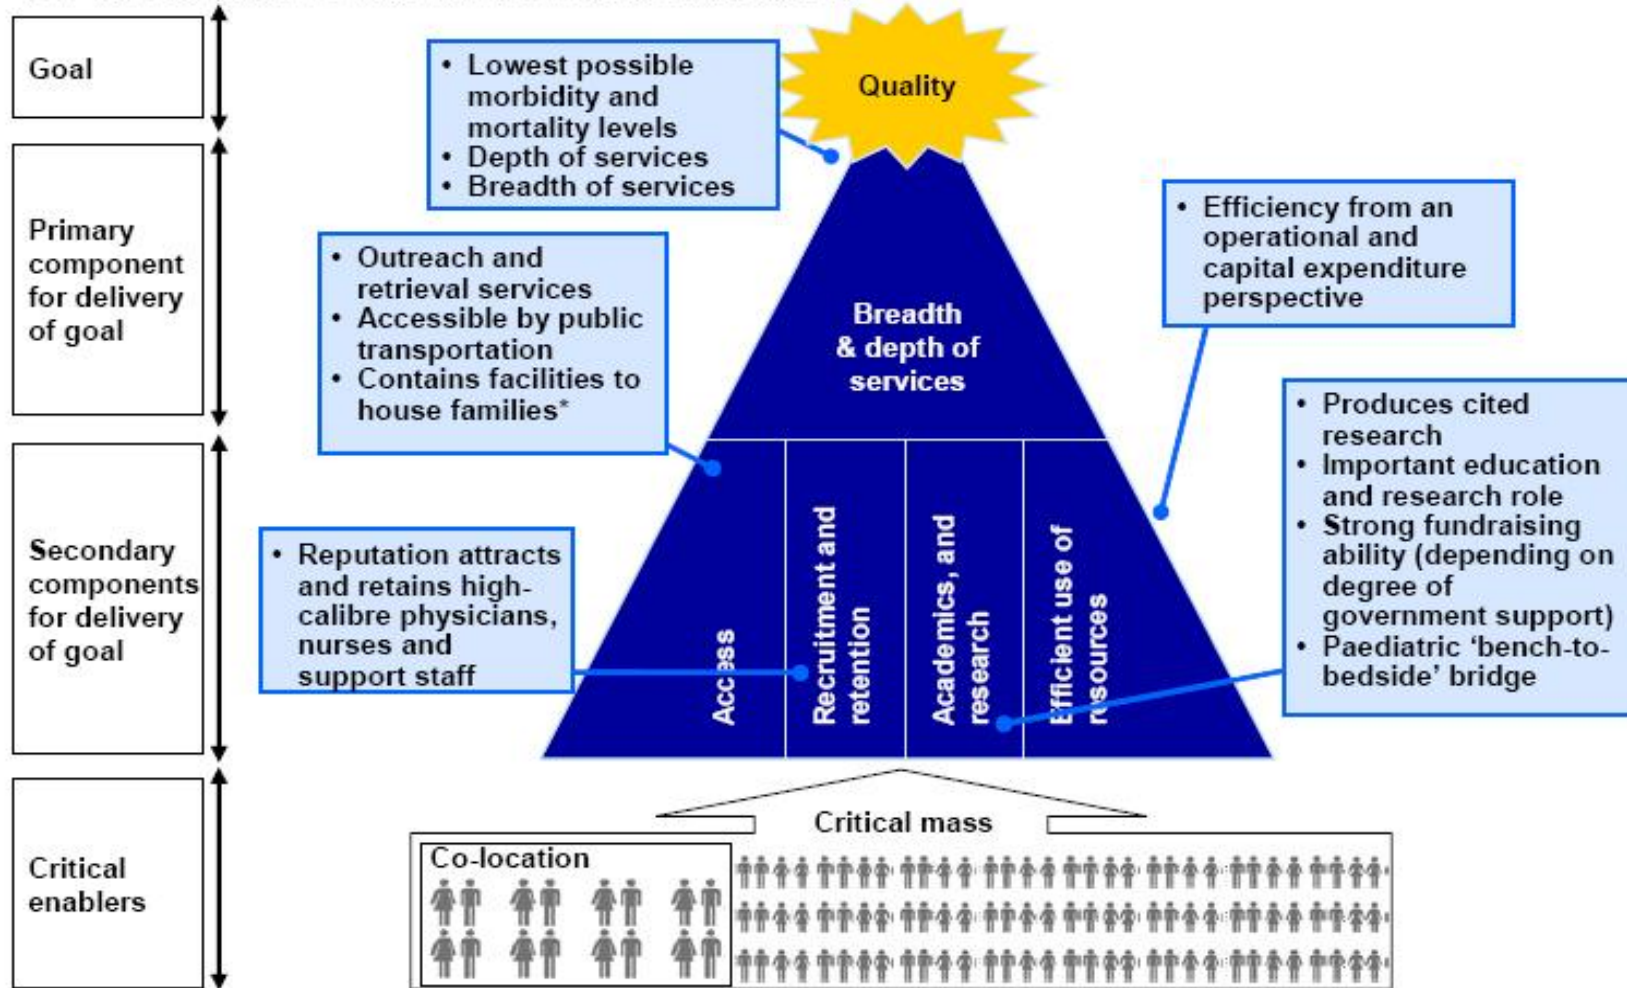 Goal
Quality
• Lowest possible
morbidity and
mortality levels
• Depth of services
• Breadth of services
Primary
component
for delivery
of goal
• Outreach and
retrieval services
• Accessible by public
transportation
• Contains facilities to
house families*
Breadth
& depth of
services
• Efficiency from an
operational and
capital expenditure
perspective
• Produces cited
research
• Important education
and research role
• Strong fundraising
ability (depending on
degree of
government support)
• Paediatric ‘bench-to-
bedside’ bridge
Secondary
components
for delivery
of goal
• Reputation attracts
and retains high-
calibre physicians,
nurses and
support staff
Access
Recruitment and
retention
Academics, and
research
Efficient use of
resources
Critical
enablers
Critical mass
Co-location